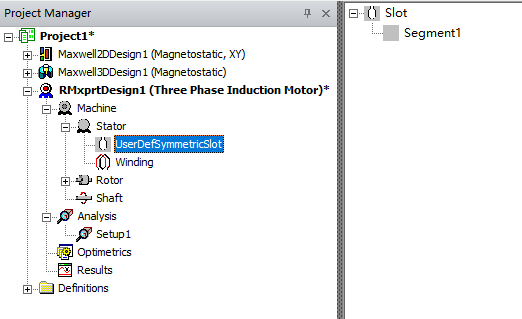 Project Manager
Project1*
Maxwell2DDesign1 (Magnetostatic, XY)
Maxwell3DDesign1 (Magnetostatic)
RMxprtDesign1 (Three Phase Induction Motor)*
Machine
Stator
UserDefSymmetricSlot
Winding
Rotor
Shaft
Analysis
Setup1
Optimetrics
Results
Definitions
Slot
Segment1